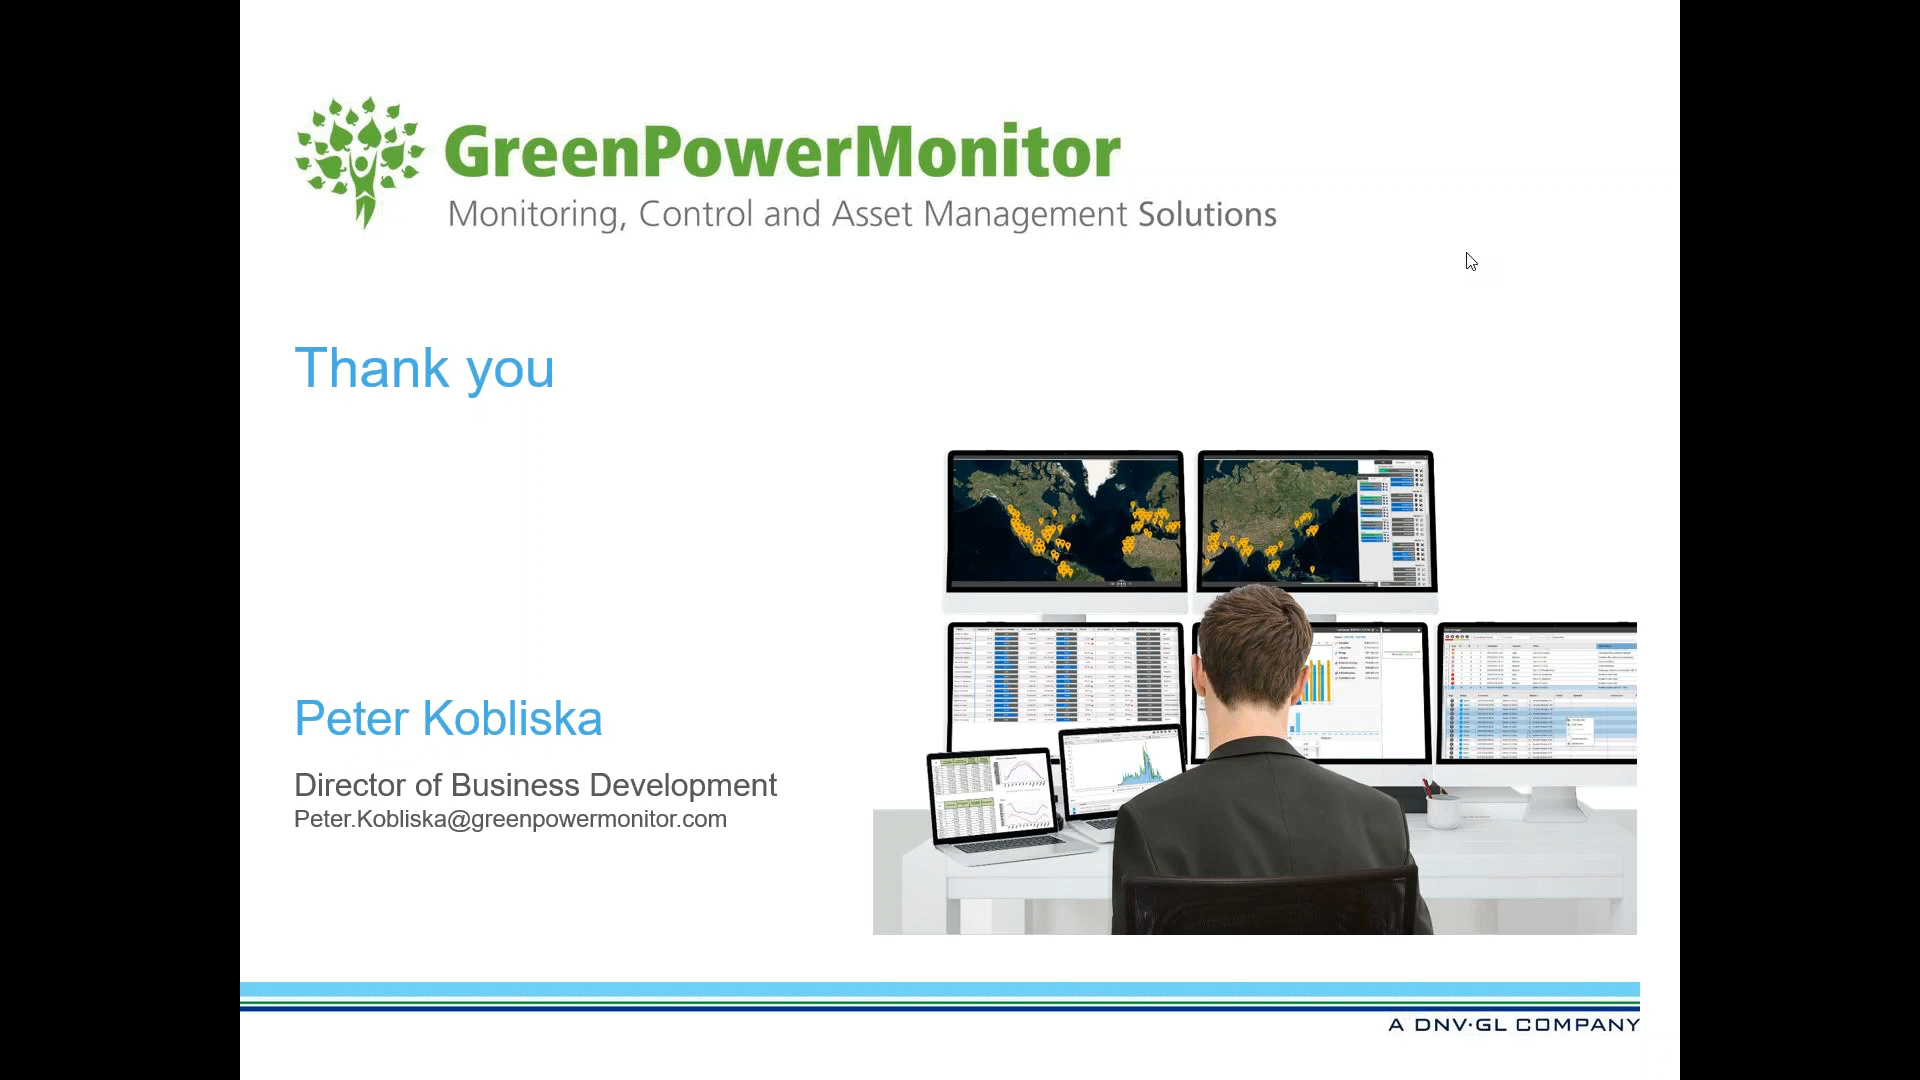 GreenPowerMonitor
Monitoring, Control and Asset Management Solutions
Thank you
Peter Kobliska
Director of Business Development
Peter.Kobliska@greenpowermonitor.com
A DNV·GL COMPANY